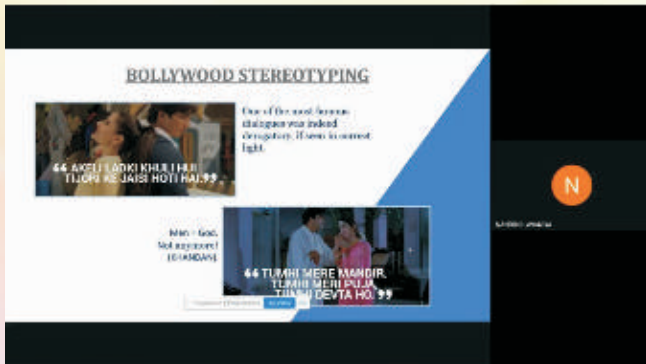 BOLLYWOOD STEREOTYPING
One of the most famous
dialogues was indeed
derogatory, if seen in correct
light.
“ AKELI LADKI KHULI HUI
TIJORI KE JAISI HOTI HAI.”
Men = God.
Not anymore!
(KHANDAN).
“ TUMHI MERE MANDIR,
TUMHI MERI PUJA,
TUMHI DEVTA HO.”
N